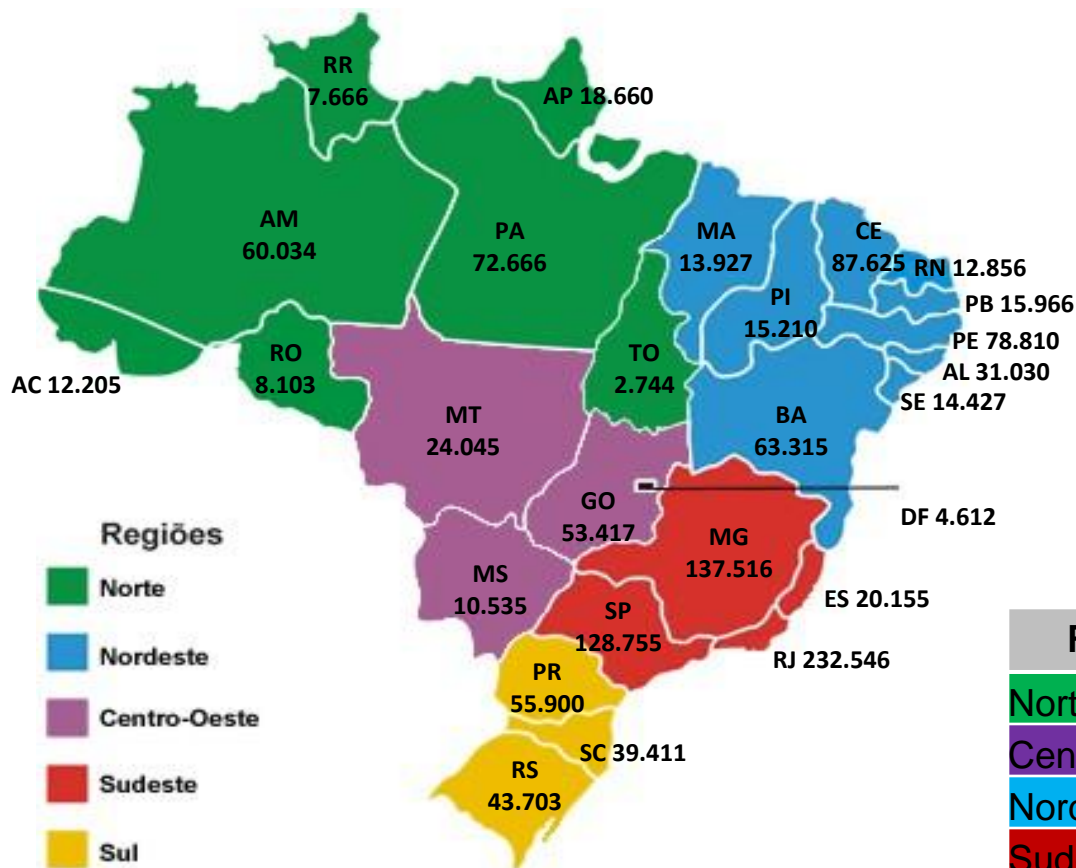 RR
7.666
AP 18.660
AM
60.034
PA
72.666
MA
13.927
CE
87.625
RN 12.856
PI
15.210
PB 15.966
PE 78.810
AL 31.030
SE 14.427
AC 12.205
RO
8.103
TO
2.744
MT
24.045
BA
63.315
GO
53.417
DF 4.612
MG
137.516
MS
10.535
ES 20.155
SP
128.755
RJ 232.546
PR
55.900
SC 39.411
RS
43.703
Regiões
Norte
Nordeste
Centro-Oeste
Sudeste
Sul